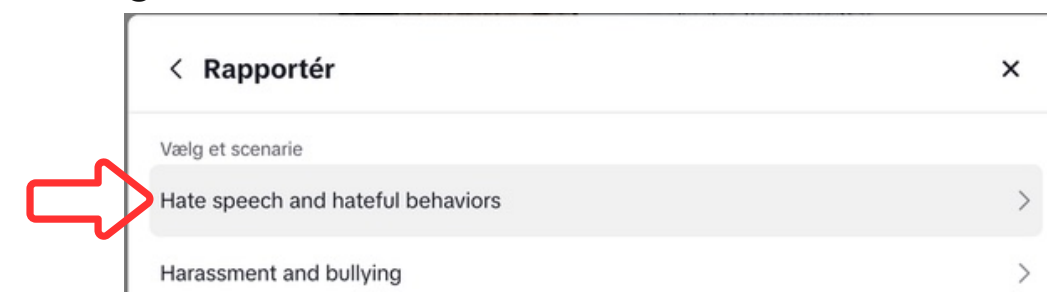 Rapportér
Vælg et scenarie
Hate speech and hateful behaviors
Harassment and bullying